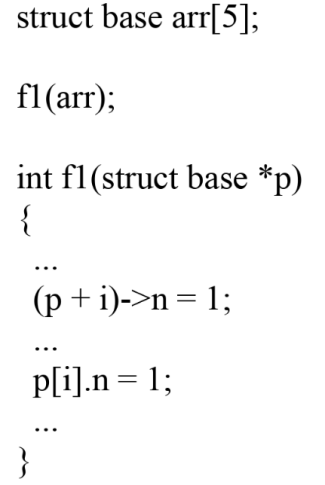 struct base arr[5];
f1(arr);
int f1(struct base *p)
{
...
(p + i)->n = 1;
...
p[i].n = 1;
...
}